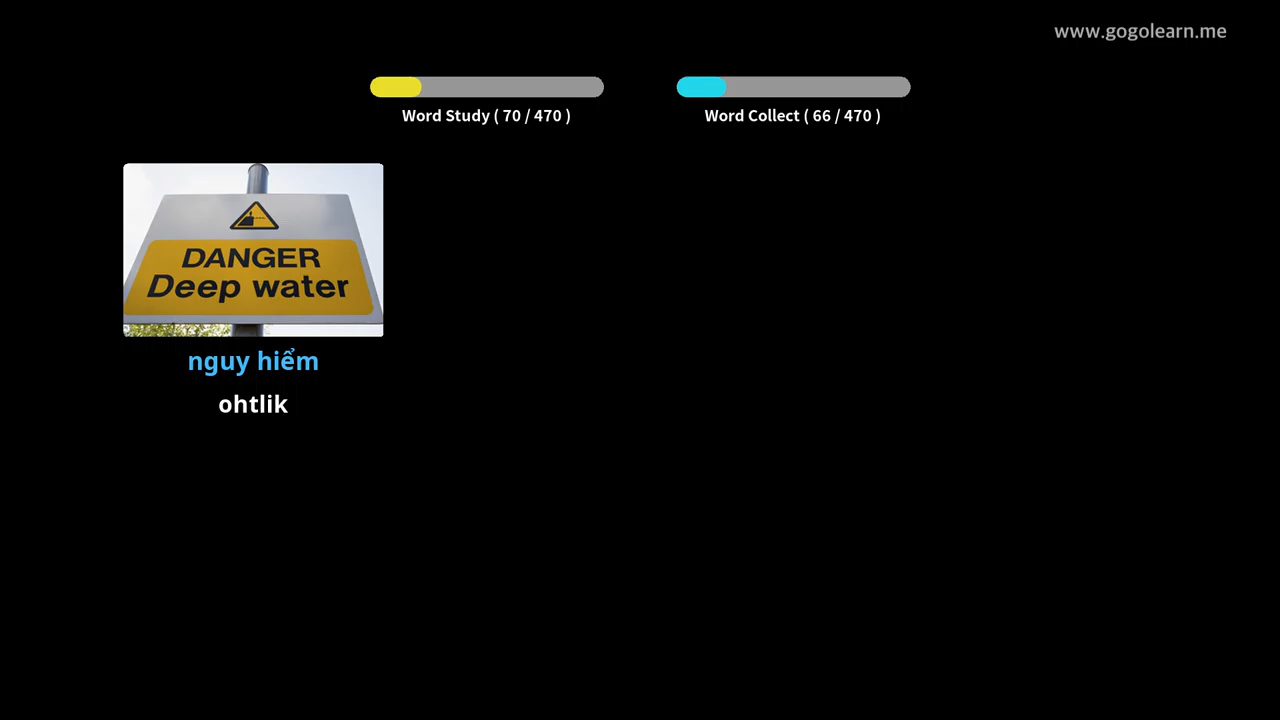 www.gogolearn.me
Word Study ( 70 / 470 )
Word Collect ( 66 / 470 )
DANGER
Deep water
nguy hiểm
ohtlik